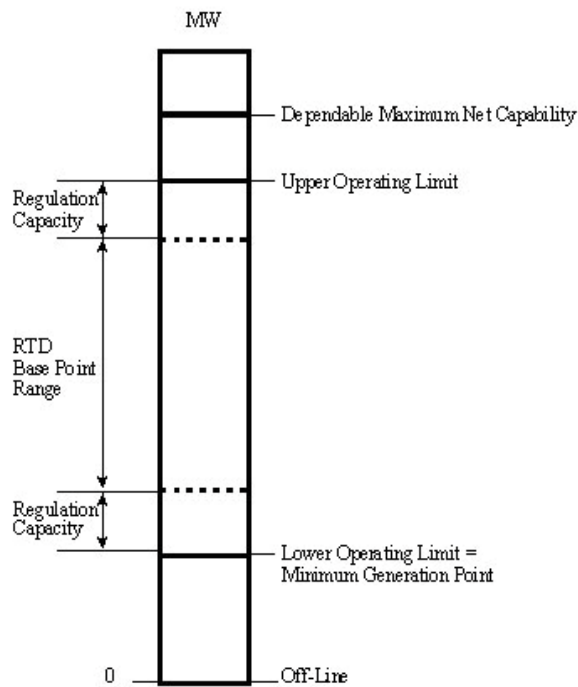 MW
Dependable Maximum Net Capability
Upper Operating Limit
Regulation
Capacity
RTD
Base Point
Range
Regulation
Capacity
Lower Operating Limit =
Minimum Generation Point
0
Off-Line